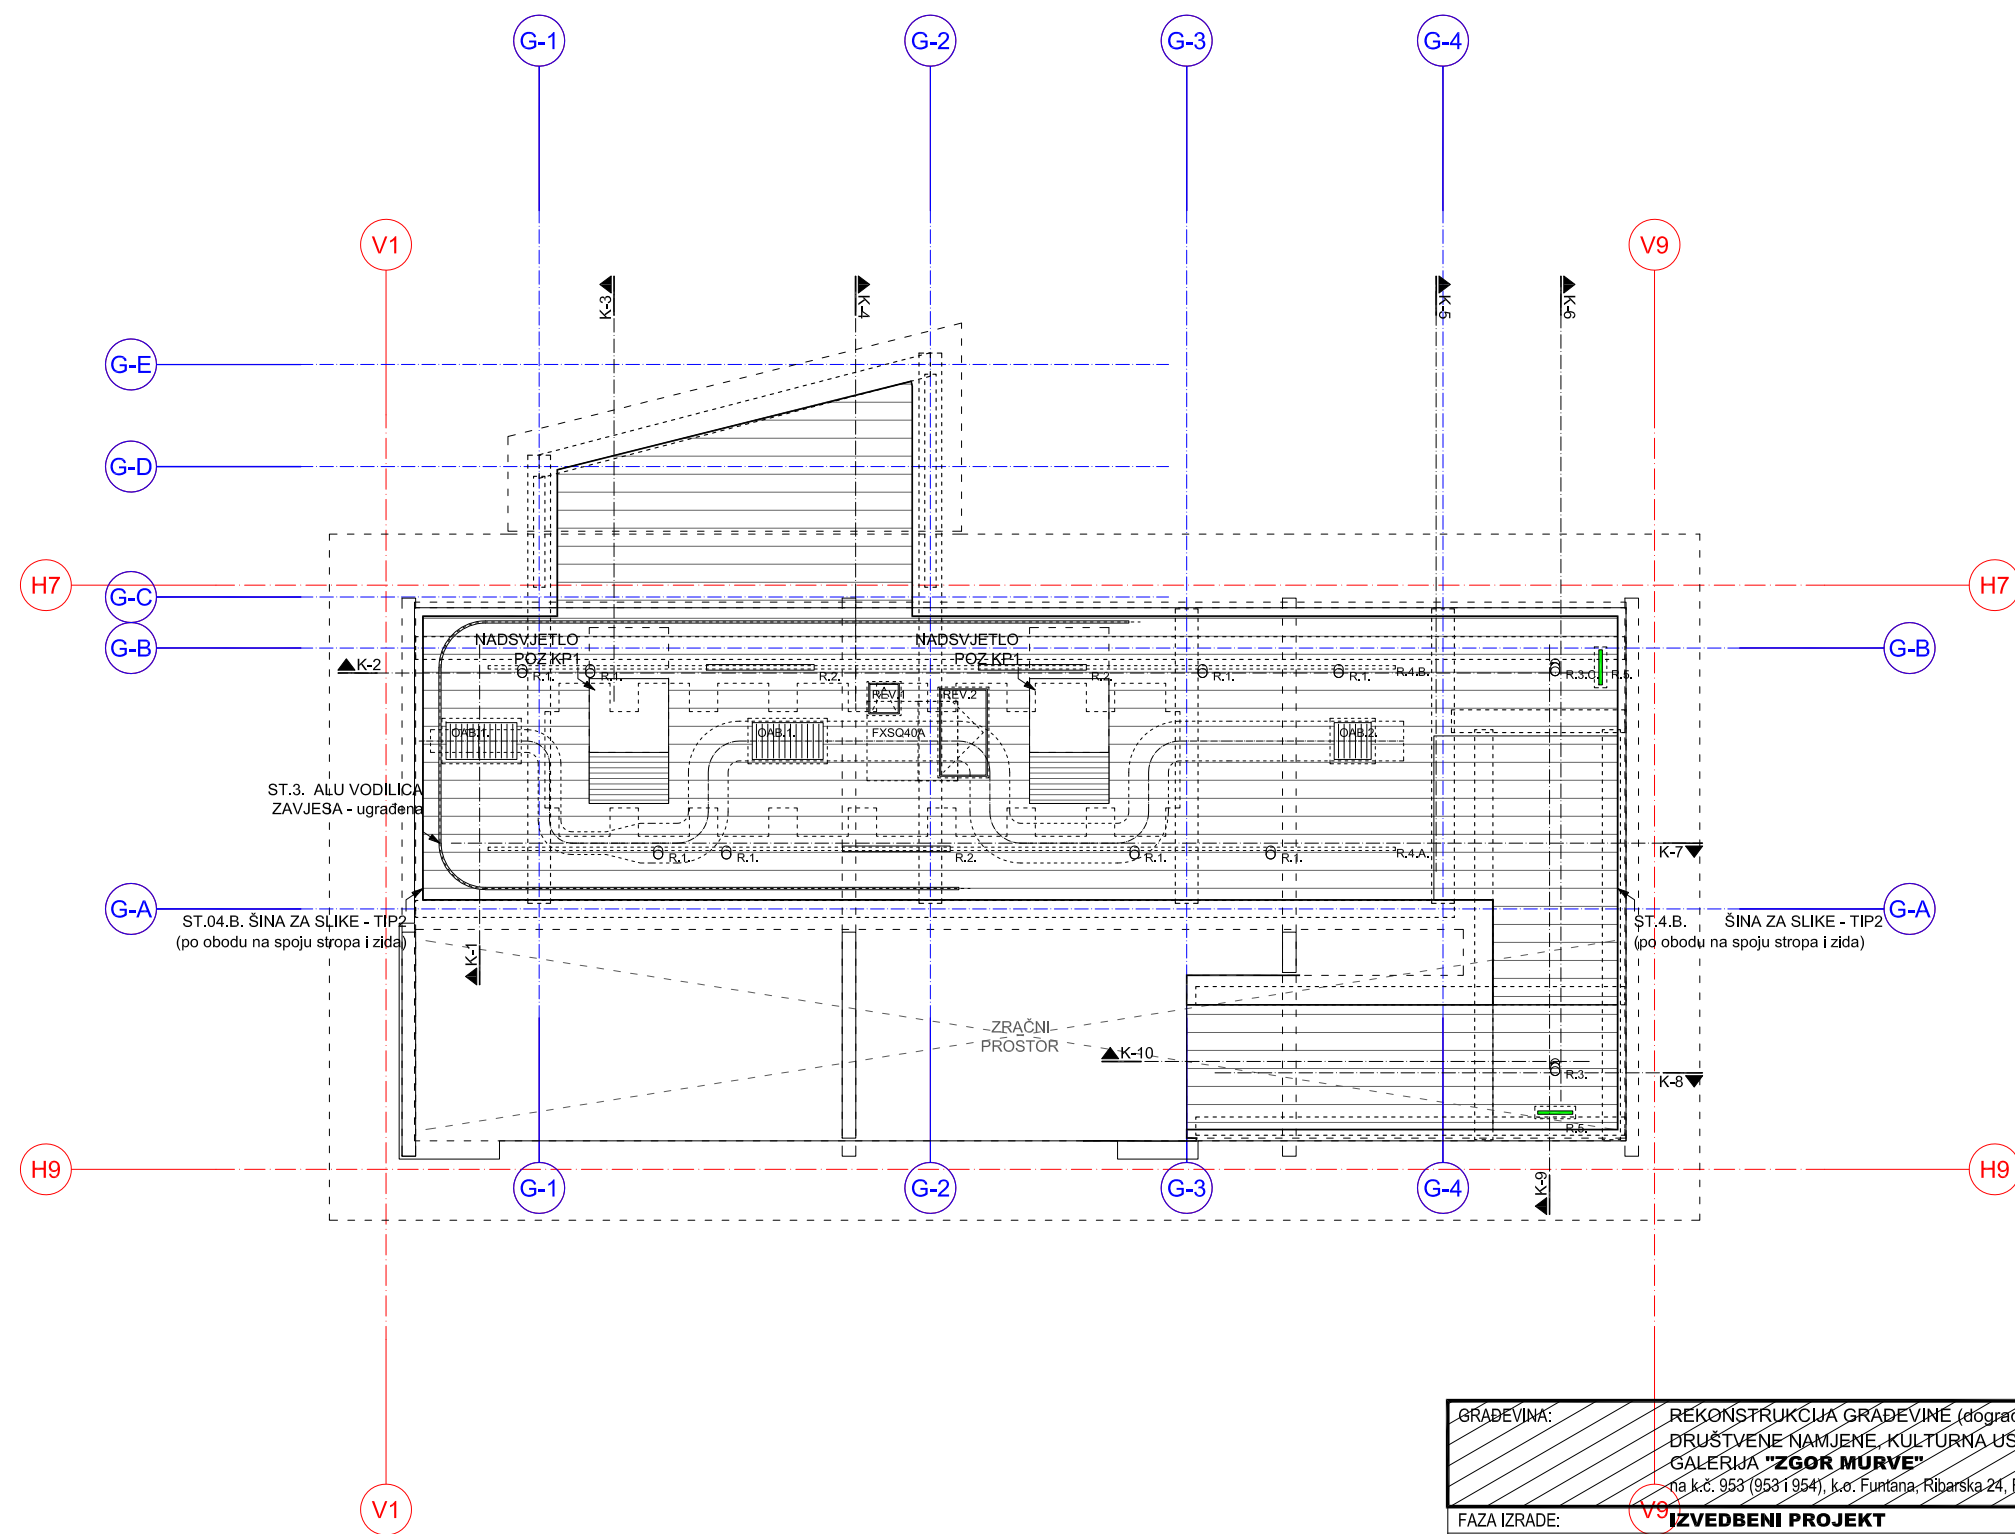 G-1
G-2
G-3
G-4
V1
V9
K-3
K-4
K-5
K-6
G-E
G-D
H7
H7
G-C
G-B
G-B
NADSVJETLO
POZ KP1
NADSVJETLO
POZ KP1
K-2
R.1.
R.1.
R.2.
R.2.
R.1.
R.1.
R.4.B.
R.5.
REV.1
REV.2
OAB.1.
OAB.1.
FXSQ40A
OAB.2.
ST.3. ALU VODILICA
ZAVJESA - ugrađena
R.1.
R.1.
R.2.
R.1.
R.1.
R.4.A.
K-7
G-A
G-A
ST.04.B. ŠINA ZA SLIKE - TIP2
(po obodu na spoju stropa i zida)
ST.4.B. ŠINA ZA SLIKE - TIP2
(po obodu na spoju stropa i zida)
K-1
ZRAČNI
PROSTOR
K-10
R.3.
K-8
R.5.
H9
H9
G-1
G-2
G-3
G-4
K-9
GRAĐEVINA:
REKONSTRUKCIJA GRAĐEVINE
DRUŠTVENE NAMJENE, KULTURNA
GALERIJA "ZGOR MURVE"
na k.č. 953 (953 i 954), k.o. Funtana, Ribarska 24,
V1
V9
FAZA IZRADE:
IZVEDBENI PROJEKT